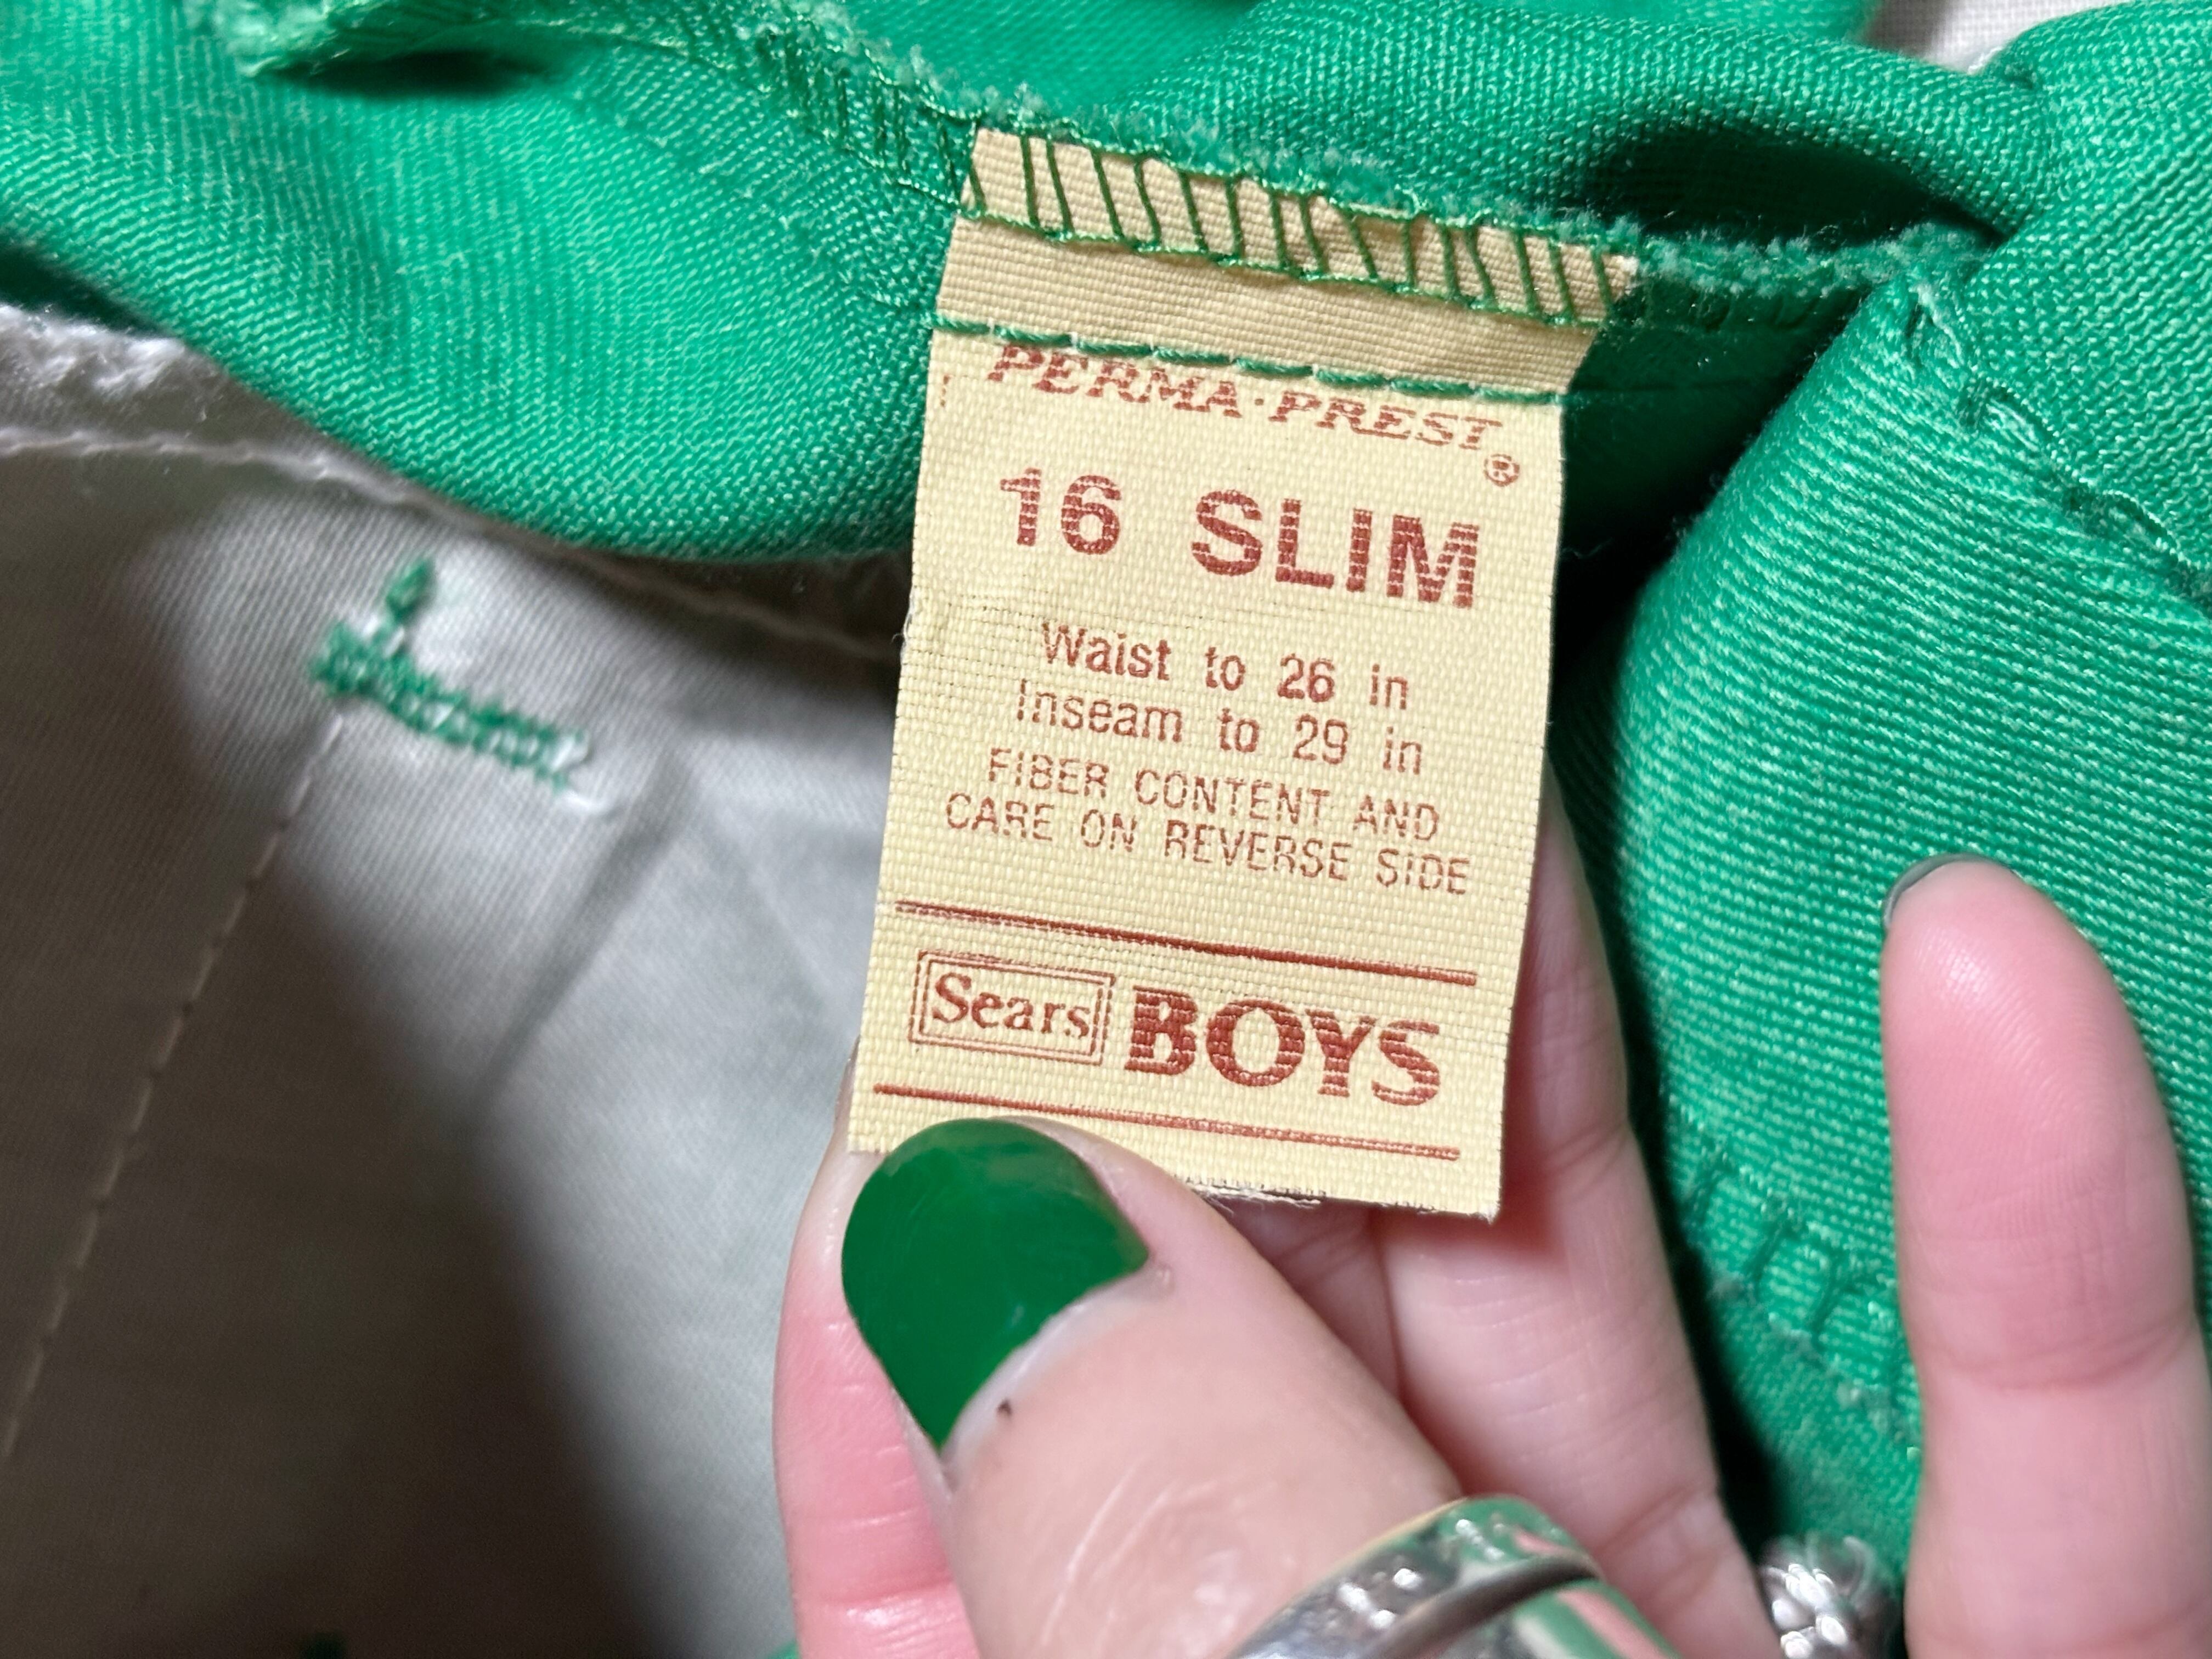 PERMA·PREST®
16 SLIM
Waist to 26 in
Inseam to 29 in
FIBER CONTENT AND
CARE ON REVERSE SIDE
Sears BOYS